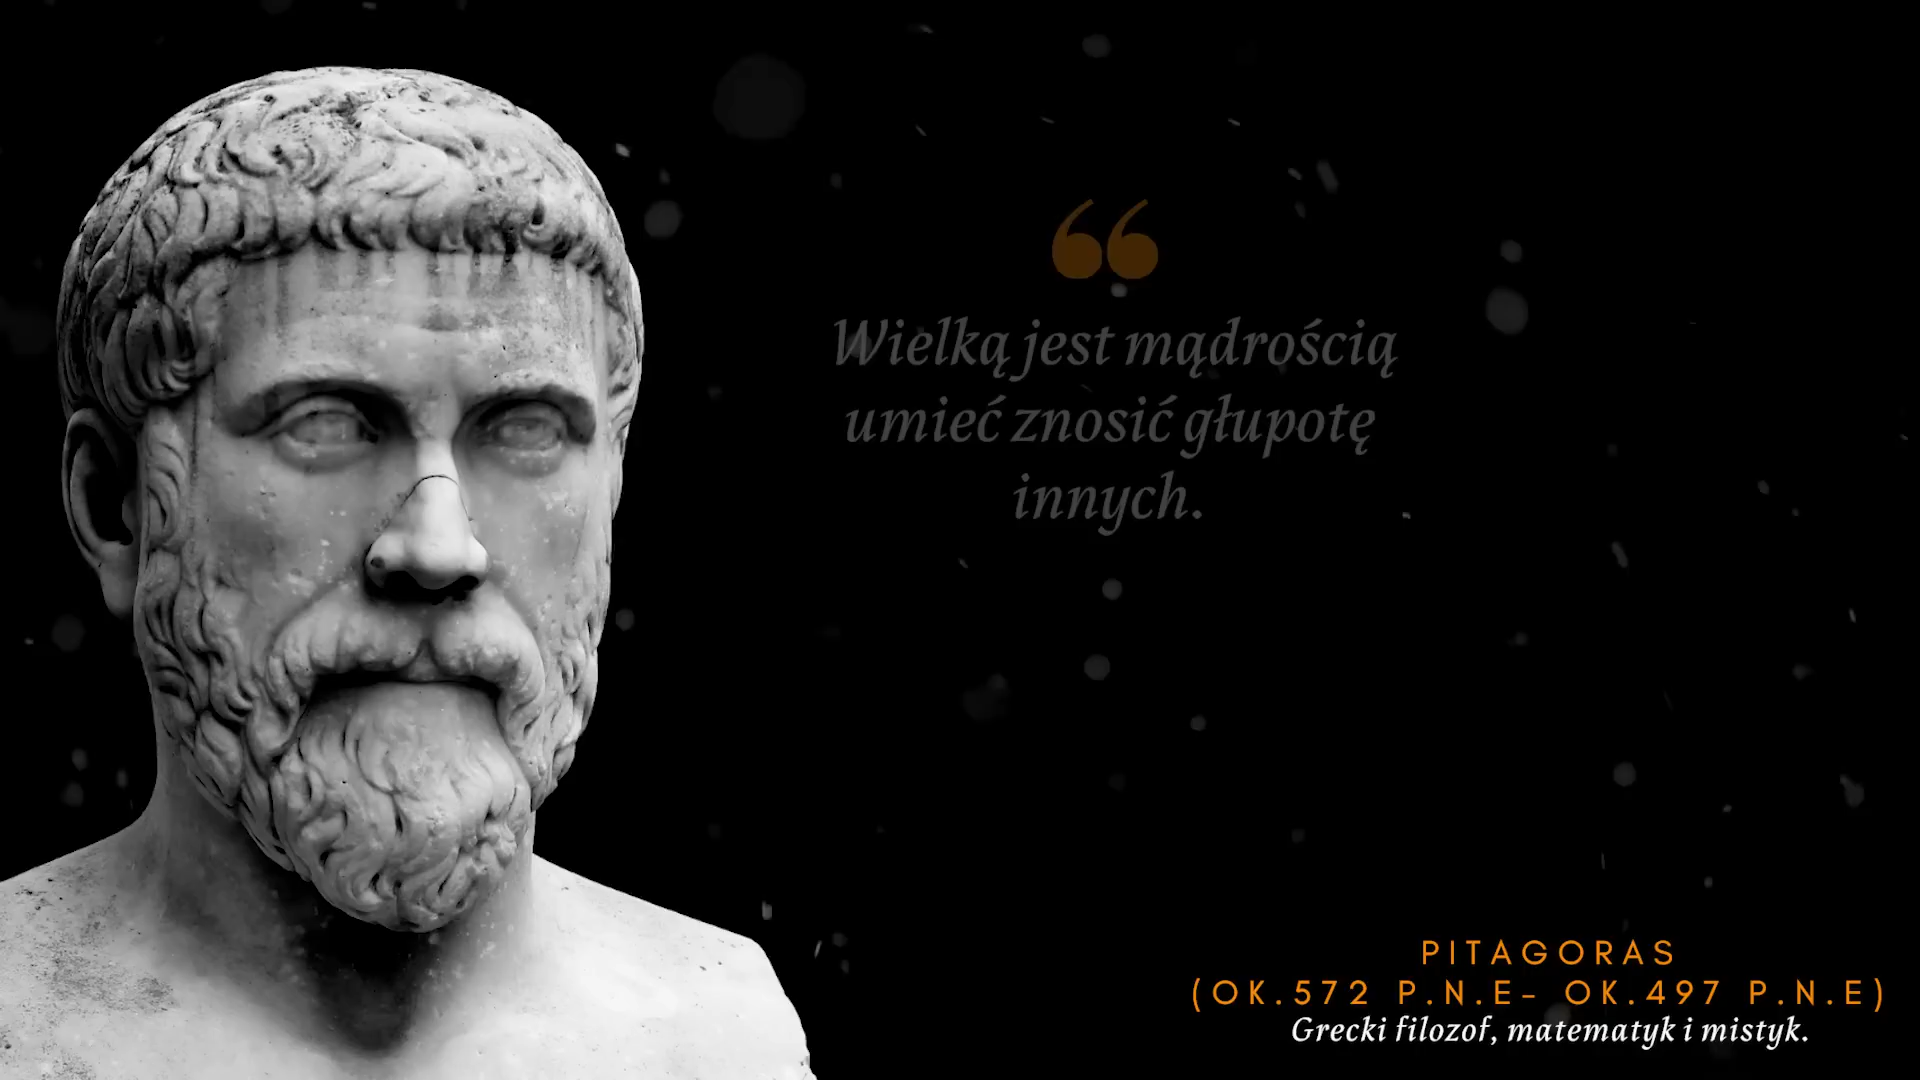 Wielką jest mądrością
umieć znosić głupotę
innych.
PITAGORAS
(OK.572 P.N.E- OK.497 P.N.E)
Grecki filozof, matematyk i mistyk.